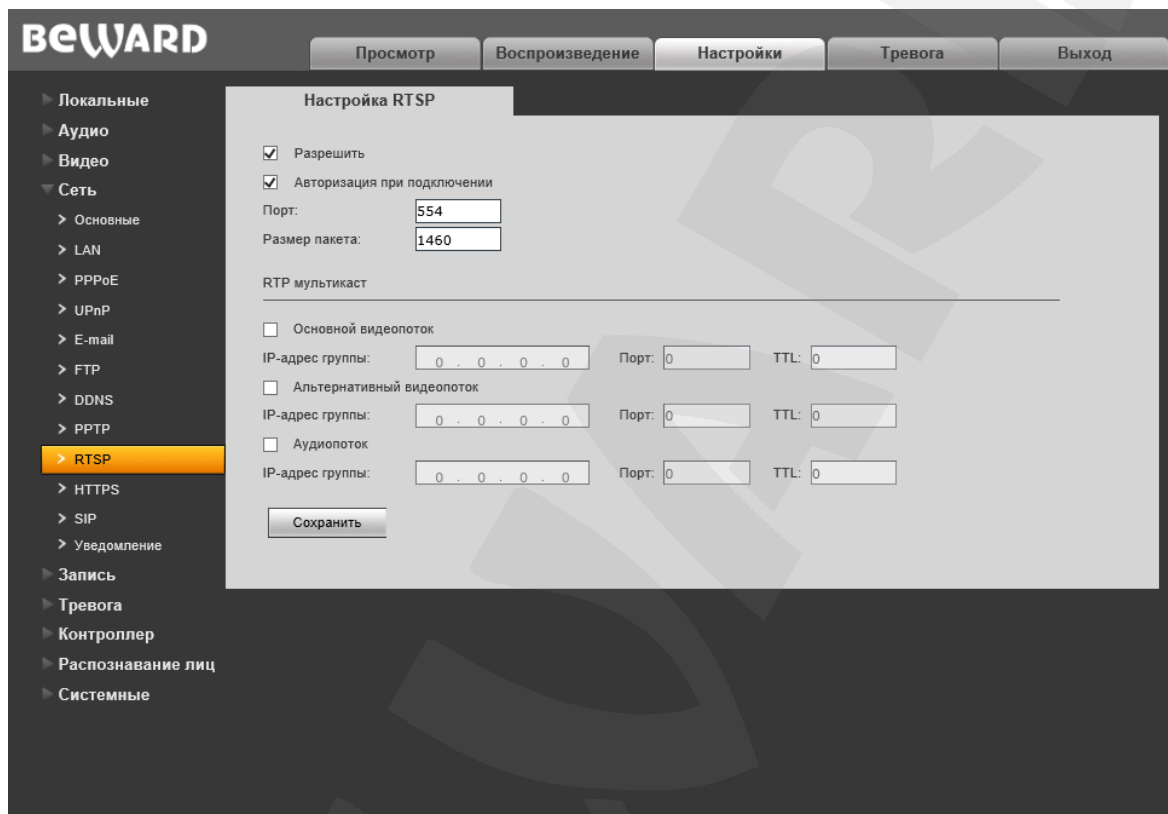 BEWARD
Просмотр Воспроизведение Настройки Тревога Выход
Локальные
Аудио
Видео
Сеть
Основные
LAN
PPPoE
UPnP
E-mail
FTP
DDNS
PPTP
RTSP
HTTPS
SIP
Уведомление
Запись
Тревога
Контроллер
Распознавание лиц
Системные
Настройка RTSP
Разрешить
Авторизация при подключении
Порт: 554
Размер пакета: 1460
RTP мультикаст
Основной видеопоток
IP-адрес группы: 0 . 0 . 0 . 0 Порт: 0 TTL: 0
Альтернативный видеопоток
IP-адрес группы: 0 . 0 . 0 . 0 Порт: 0 TTL: 0
Аудиопоток
IP-адрес группы: 0 . 0 . 0 . 0 Порт: 0 TTL: 0
Сохранить